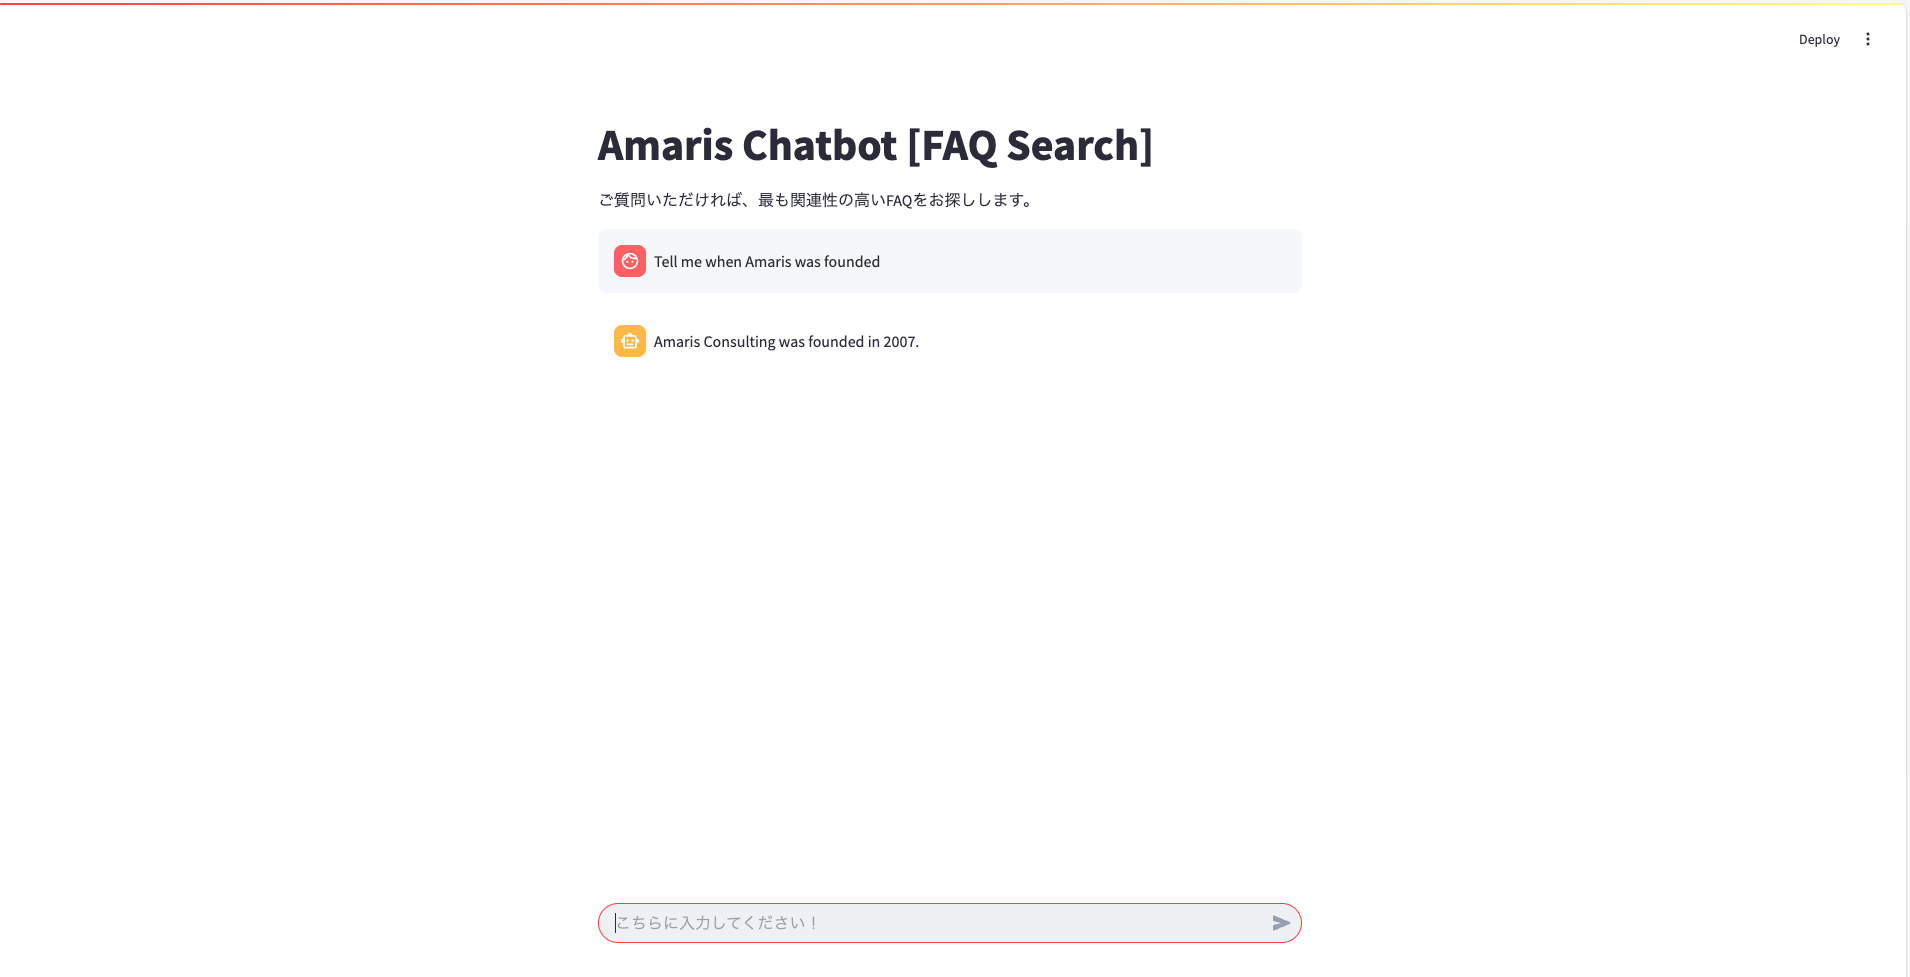 Deploy
Amaris Chatbot [FAQ Search]
ご質問いただければ、最も関連性の高いFAQをお探しします。
Tell me when Amaris was founded
Amaris Consulting was founded in 2007.
こちらに入力してください！